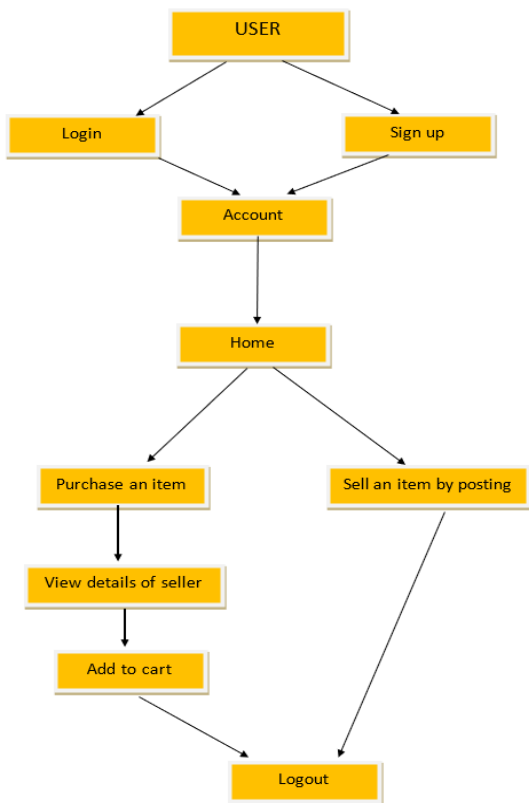 USER
Login
Sign up
Account
Home
Purchase an item
Sell an item by posting
View details of seller
Add to cart
Logout